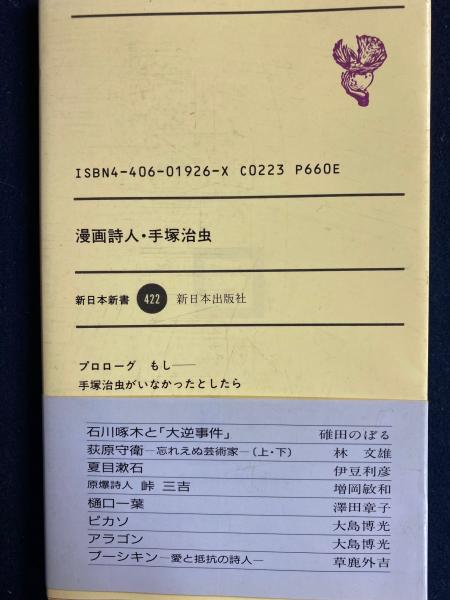 ISBN4-406-01926-X C0223 P660E
漫画詩人・手塚治虫
新日本新書 422 新日本出版社
プロローグ もし——
手塚治虫がいなかったとしたら
石川啄木と「大逆事件」 碓田のぼる
荻原守衛—忘れえぬ芸術家—(上・下) 林 文雄
夏目漱石 伊豆利彦
原爆詩人 峠 三吉 増岡敏和
樋口一葉 澤田章子
ピカソ 大島博光
アラゴン 大島博光
プーシキン—愛と抵抗の詩人— 草鹿外吉